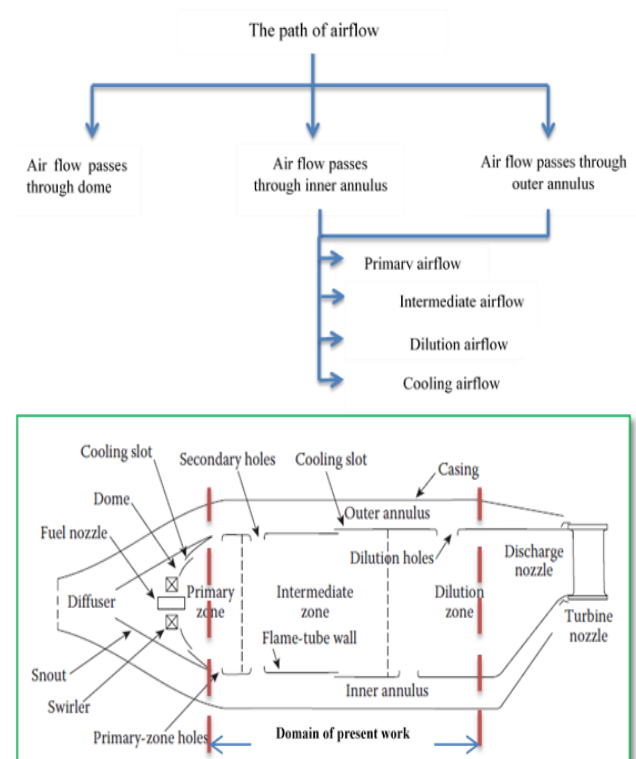 The path of airflow
Air flow passes
through dome
Air flow passes
through inner annulus
Air flow passes through
outer annulus
Primary airflow
Intermediate airflow
Dilution airflow
Cooling airflow
Cooling slot
Secondary holes
Cooling slot
Casing
Dome
Outer annulus
Fuel nozzle
Dilution holes
Discharge
nozzle
Diffuser
Primary
zone
Intermediate
zone
Dilution
zone
Turbine
nozzle
Flame-tube wall
Snout
Inner annulus
Swirler
Primary-zone holes
Domain of present work